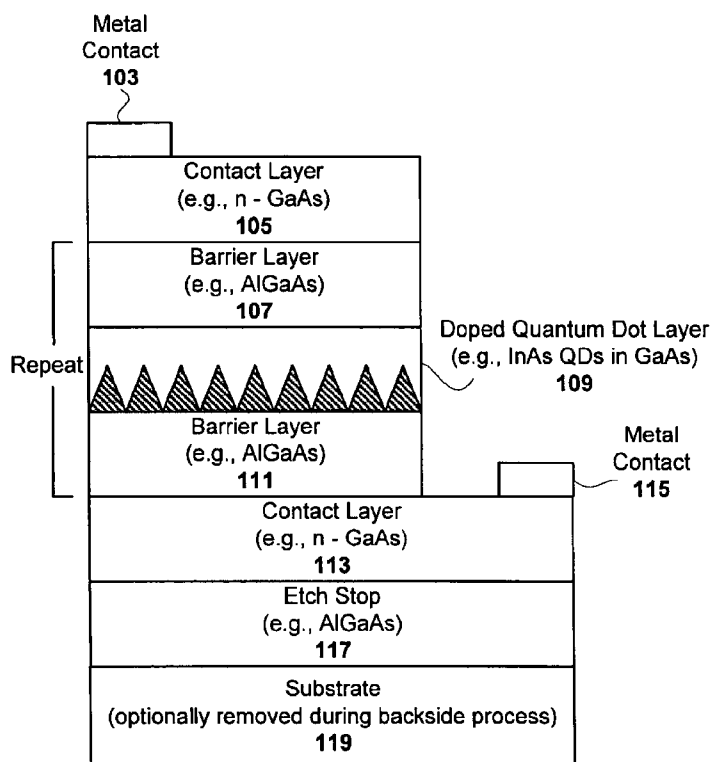 Metal
Contact
103
Contact Layer
(e.g., n - GaAs)
105
Barrier Layer
(e.g., AlGaAs)
107
Doped Quantum Dot Layer
(e.g., InAs QDs in GaAs)
109
Repeat
Barrier Layer
(e.g., AlGaAs)
111
Metal
Contact
115
Contact Layer
(e.g., n - GaAs)
113
Etch Stop
(e.g., AlGaAs)
117
Substrate
(optionally removed during backside process)
119